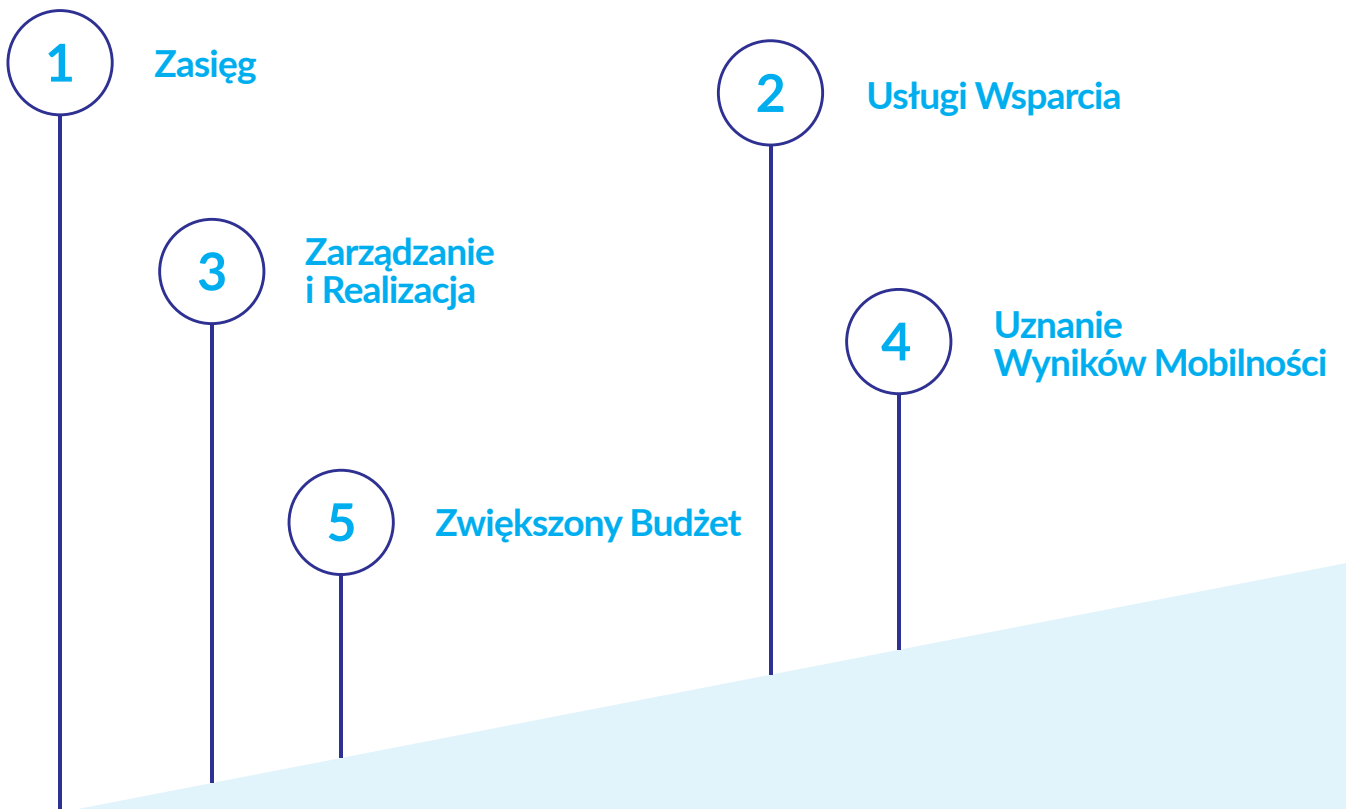 1
Zasięg
2
Usługi Wsparcia
3
Zarządzanie
i Realizacja
4
Uznanie
Wyników Mobilności
5
Zwiększony Budżet